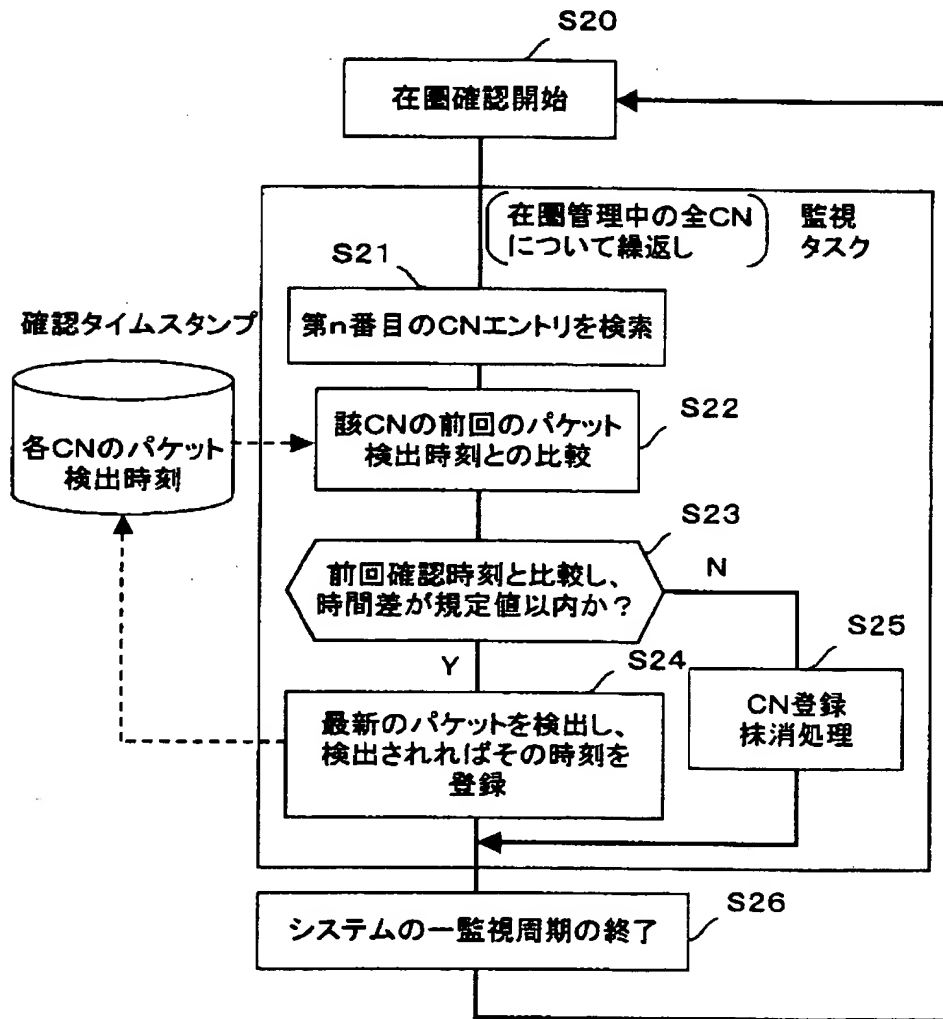 S20
在圏確認開始
在圏管理中の全CN
について繰返し
監視
タスク
S21
第n番目のCNエントリを検索
確認タイムスタンプ
各CNのパケット
検出時刻
S22
該CNの前回のパケット
検出時刻との比較
S23
前回確認時刻と比較し、
時間差が規定値以内か?
N
Y
S24
最新のパケットを検出し、
検出されればその時刻を
登録
S25
CN登録
抹消処理
S26
システムの一監視周期の終了